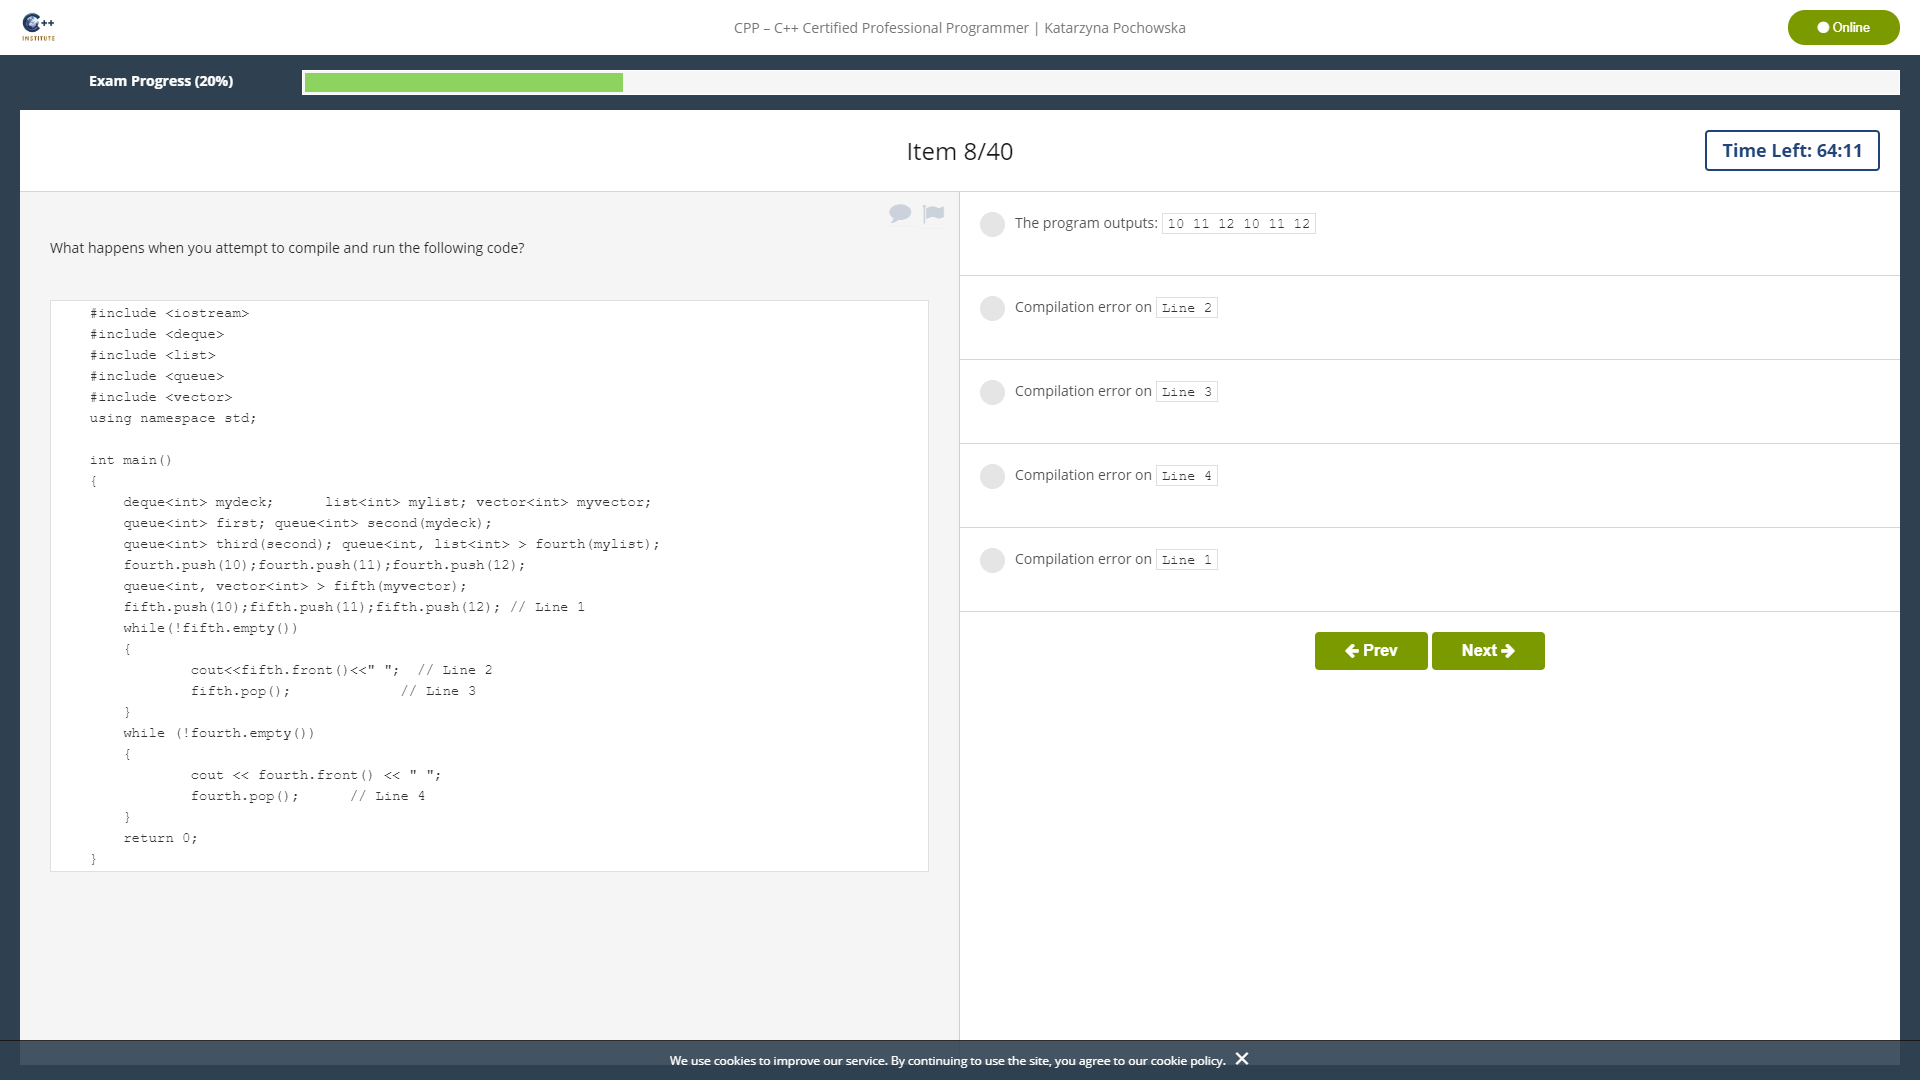 C++
INSTITUTE
CPP – C++ Certified Professional Programmer | Katarzyna Pochowska
Online
Exam Progress (20%)
Item 8/40
Time Left: 64:11
What happens when you attempt to compile and run the following code?
#include <iostream>
#include <deque>
#include <list>
#include <queue>
#include <vector>
using namespace std;
int main()
{
deque<int> mydeck;      list<int> mylist; vector<int> myvector;
queue<int> first; queue<int> second(mydeck);
queue<int> third(second); queue<int, list<int> > fourth(mylist);
fourth.push(10);fourth.push(11);fourth.push(12);
queue<int, vector<int> > fifth(myvector);
fifth.push(10);fifth.push(11);fifth.push(12); // Line 1
while(!fifth.empty())
{
cout<<fifth.front()<<" ";  // Line 2
fifth.pop();             // Line 3
}
while (!fourth.empty())
{
cout << fourth.front() << " ";
fourth.pop();      // Line 4
}
return 0;
}
The program outputs: 10 11 12 10 11 12
Compilation error on Line 2
Compilation error on Line 3
Compilation error on Line 4
Compilation error on Line 1
Prev
Next
We use cookies to improve our service. By continuing to use the site, you agree to our cookie policy.